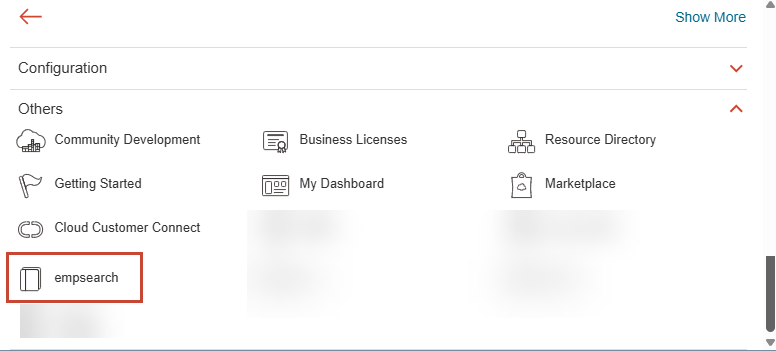 Show More
Configuration
Others
Community Development
Business Licenses
Resource Directory
Getting Started
My Dashboard
Marketplace
Cloud Customer Connect
empsearch